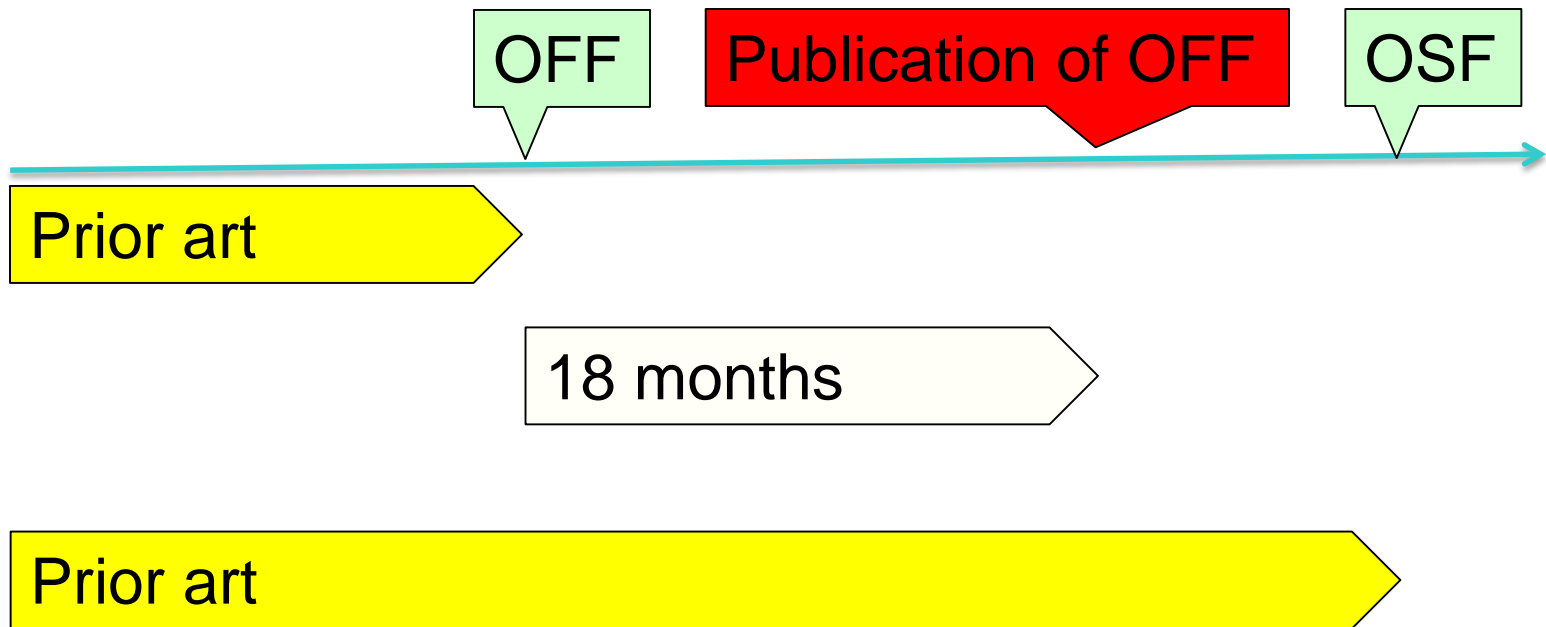 OFF
Publication of OFF
OSF
Prior art
18 months
Prior art